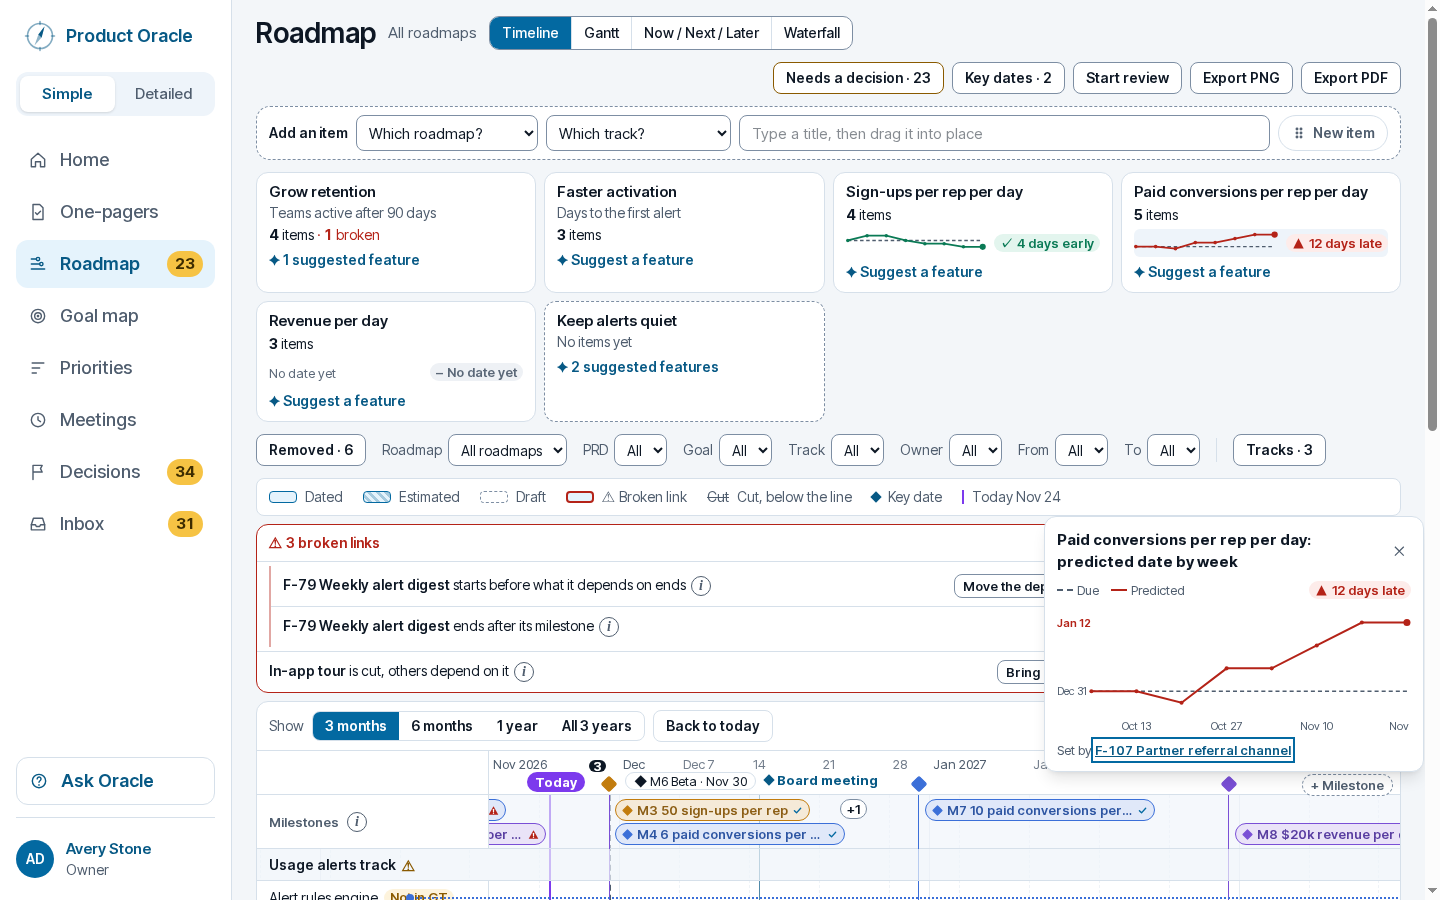 Product Oracle
Simple
Detailed
Home
One-pagers
Roadmap
23
Goal map
Priorities
Meetings
Decisions
34
Inbox
31
Ask Oracle
AD
Avery Stone
Owner
Roadmap
All roadmaps
Timeline
Gantt
Now / Next / Later
Waterfall
Needs a decision · 23
Key dates · 2
Start review
Export PNG
Export PDF
Add an item
Which roadmap?
Which track?
Type a title, then drag it into place
New item
Grow retention
Teams active after 90 days
4 items · 1 broken
1 suggested feature
Faster activation
Days to the first alert
3 items
Suggest a feature
Sign-ups per rep per day
4 items
✓ 4 days early
Suggest a feature
Paid conversions per rep per day
5 items
▲ 12 days late
Suggest a feature
Revenue per day
3 items
No date yet
– No date yet
Suggest a feature
Keep alerts quiet
No items yet
2 suggested features
Removed · 6
Roadmap
All roadmaps
PRD
All
Goal
All
Track
All
Owner
All
From
All
To
All
Tracks · 3
Dated
Estimated
Draft
⚠ Broken link
Cut
Cut, below the line
Key date
Today Nov 24
⚠ 3 broken links
F-79 Weekly alert digest starts before what it depends on ends
i
Move the dep
F-79 Weekly alert digest ends after its milestone
i
In-app tour is cut, others depend on it
i
Bring
Paid conversions per rep per day: predicted date by week
Due
Predicted
▲ 12 days late
Jan 12
Dec 31
Oct 13
Oct 27
Nov 10
Nov
Set by F-107 Partner referral channel
Show
3 months
6 months
1 year
All 3 years
Back to today
Nov 2026
3
Dec
Dec 7
14
21
28
Jan 2027
Today
M6 Beta · Nov 30
Board meeting
+ Milestone
Milestones
i
M3 50 sign-ups per rep
+1
M7 10 paid conversions per...
per ...
M4 6 paid conversions per ...
M8 $20k revenue per
Usage alerts track
Alert rules engine